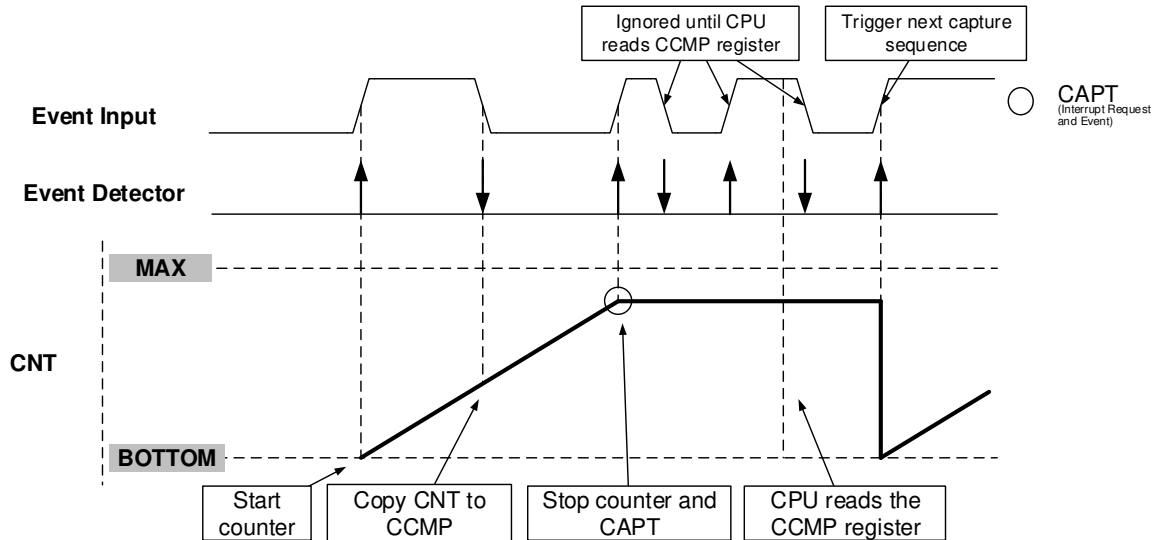 Ignored until CPU
reads CCMP register
Trigger next capture
sequence
Event Input
CAPT
(Interrupt Request
and Event)
Event Detector
MAX
CNT
BOTTOM
Start
counter
Copy CNT to
CCMP
Stop counter and
CAPT
CPU reads the
CCMP register